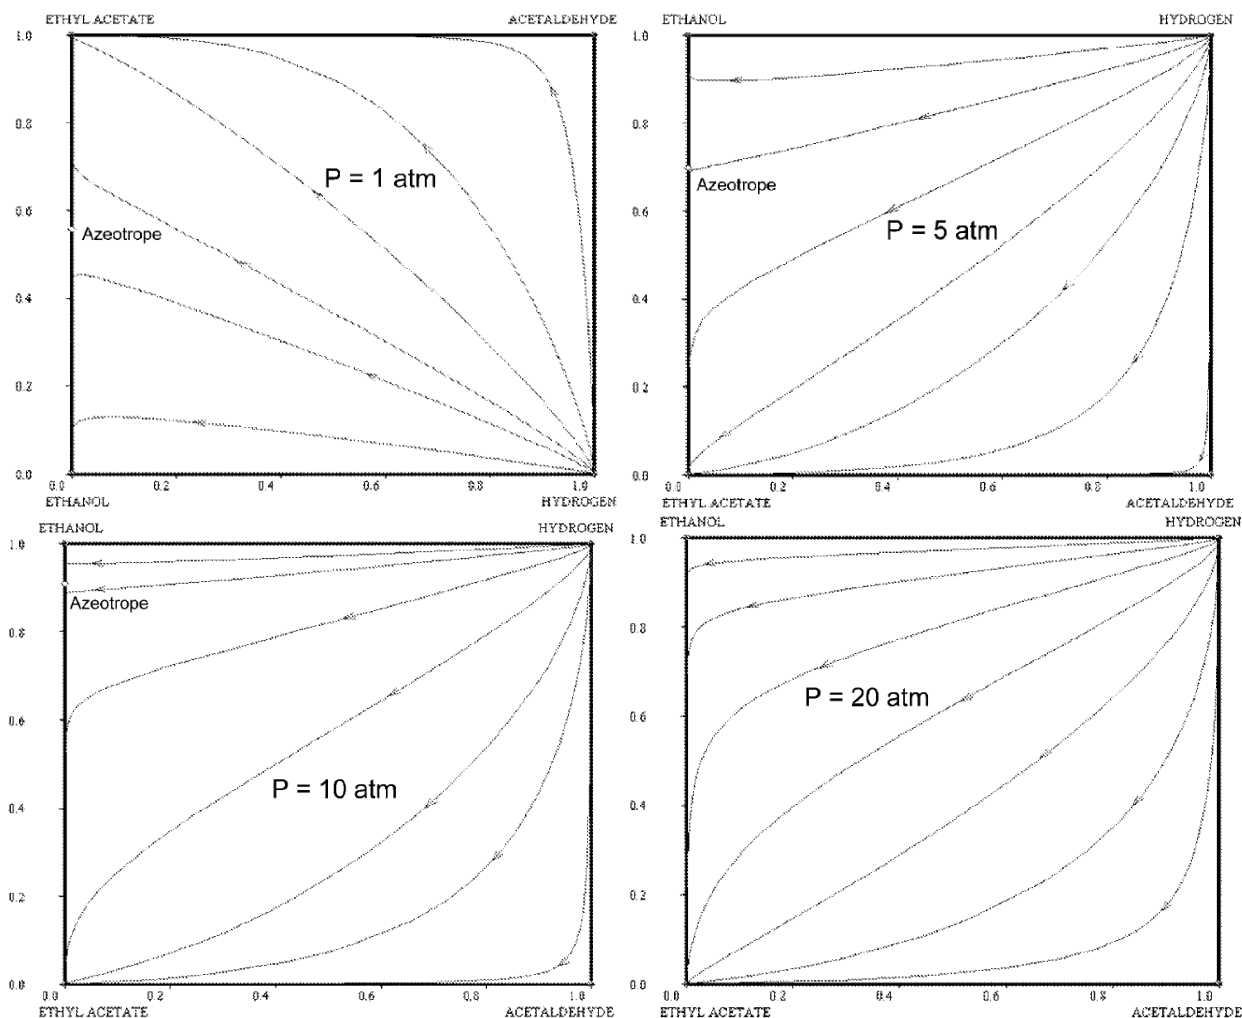 ETHYL ACETATE ACETALDEHYDE
1.0
0.8
P = 1 atm
0.6
Azeotrope
0.4
0.2
0.0
0.0 0.2 0.4 0.6 0.8 1.0
ETHANOL HYDROGEN
ETHANOL HYDROGEN
1.0
0.8
Azeotrope
0.6
P = 5 atm
0.4
0.2
0.0
0.0 0.2 0.4 0.6 0.8 1.0
ETHYL ACETATE ACETALDEHYDE
ETHANOL HYDROGEN
1.0
Azeotrope
0.8
0.6
P = 10 atm
0.4
0.2
0.0
0.0 0.2 0.4 0.6 0.8 1.0
ETHYL ACETATE ACETALDEHYDE
ETHANOL HYDROGEN
1.0
0.8
P = 20 atm
0.6
0.4
0.2
0.0
0.0 0.2 0.4 0.6 0.8 1.0
ETHYL ACETATE ACETALDEHYDE